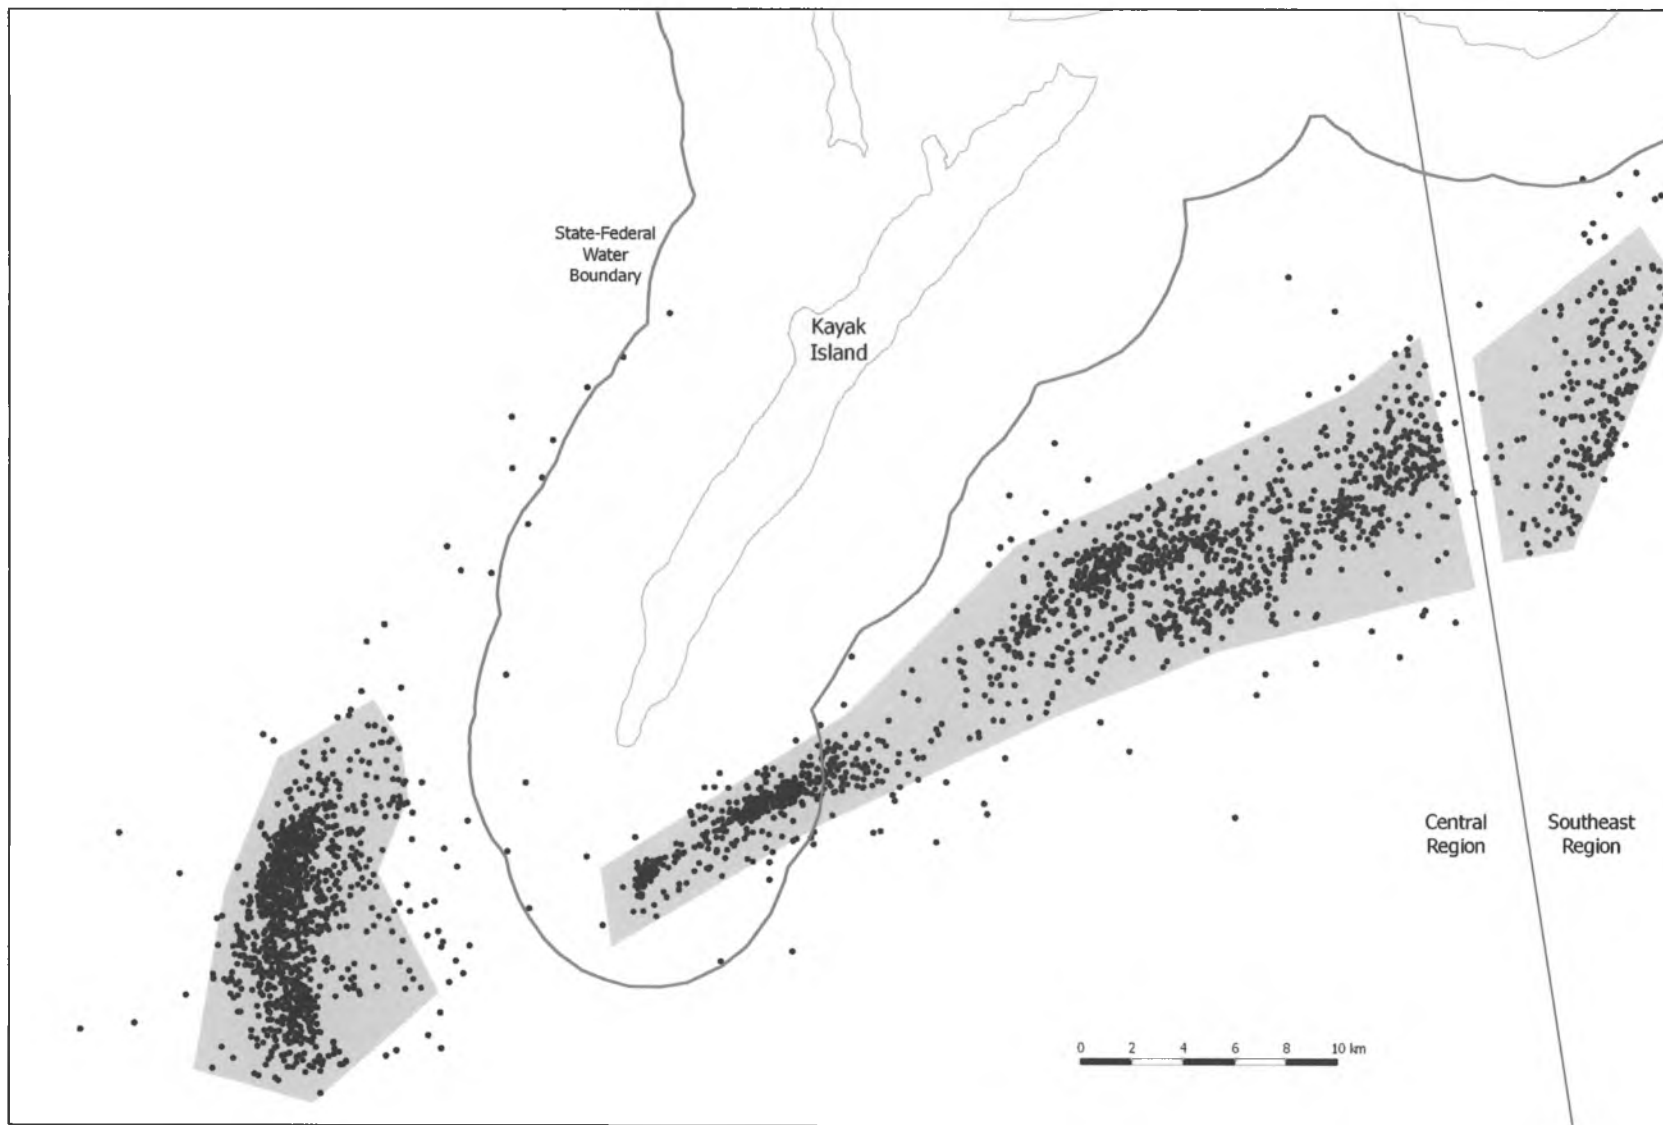 State-Federal
Water
Boundary
Kayak
Island
Central
Region
Southeast
Region
0 2 4 6 8 10 km